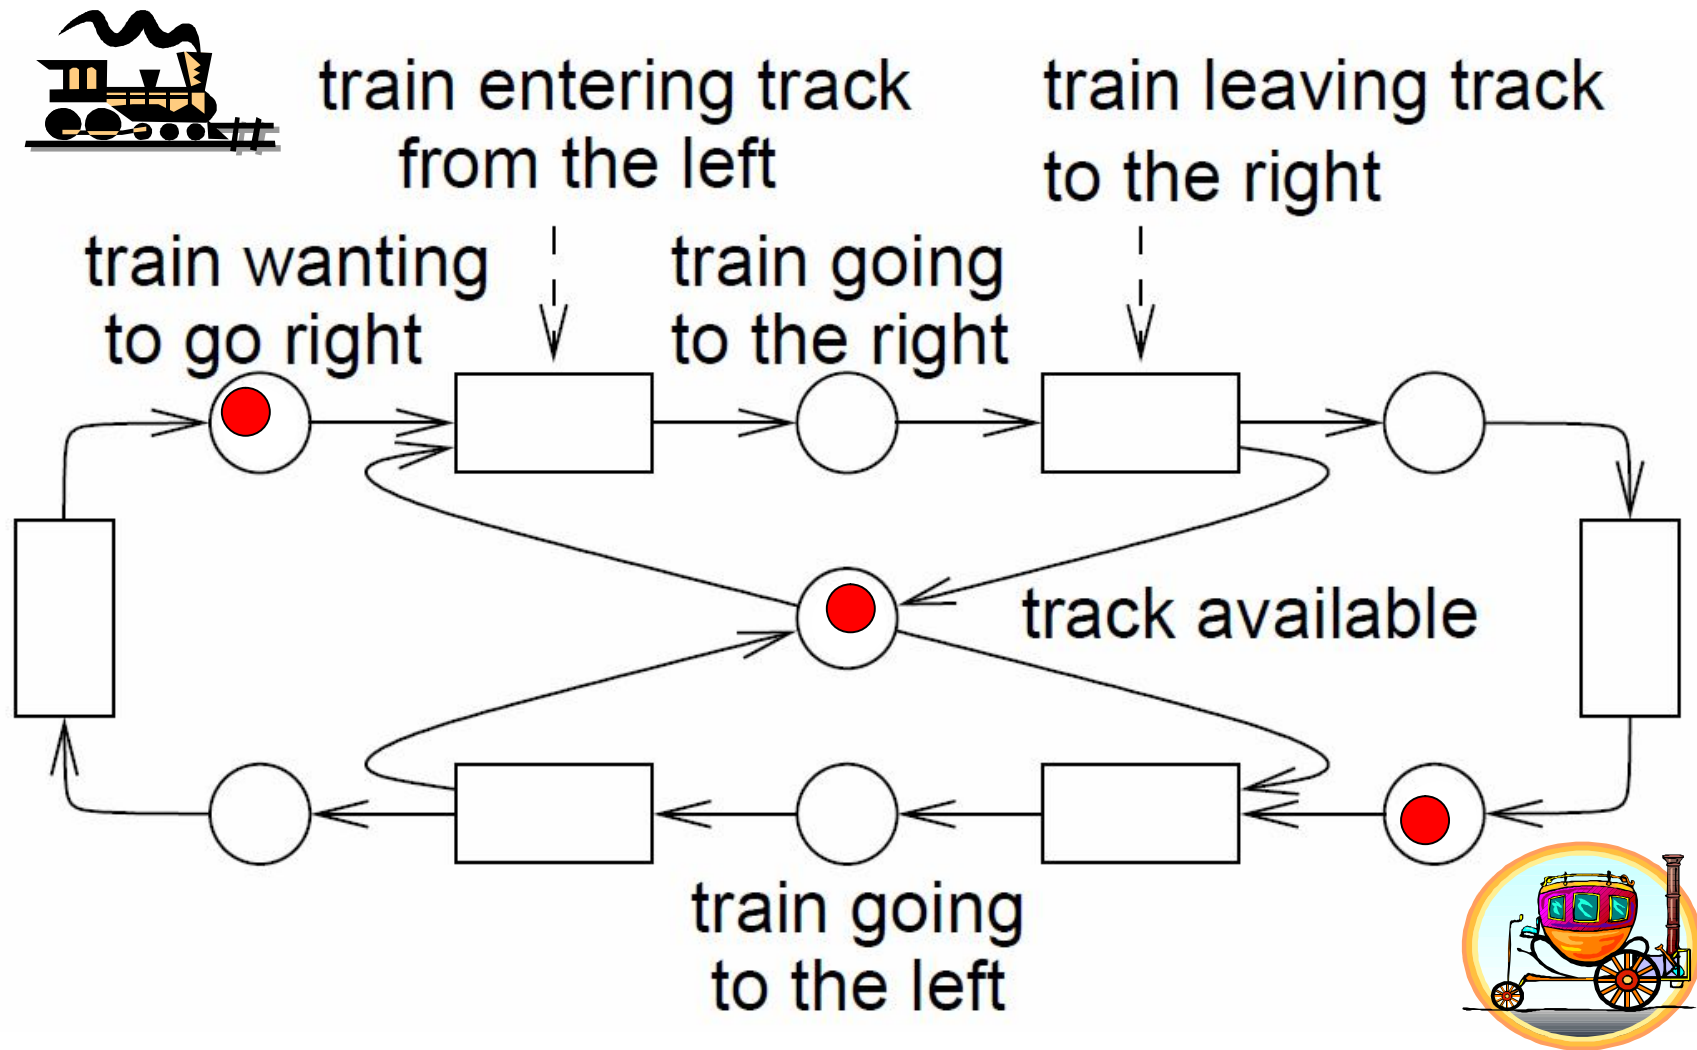 train entering track
from the left
train leaving track
to the right
train wanting
to go right
train going
to the right
track available
train going
to the left